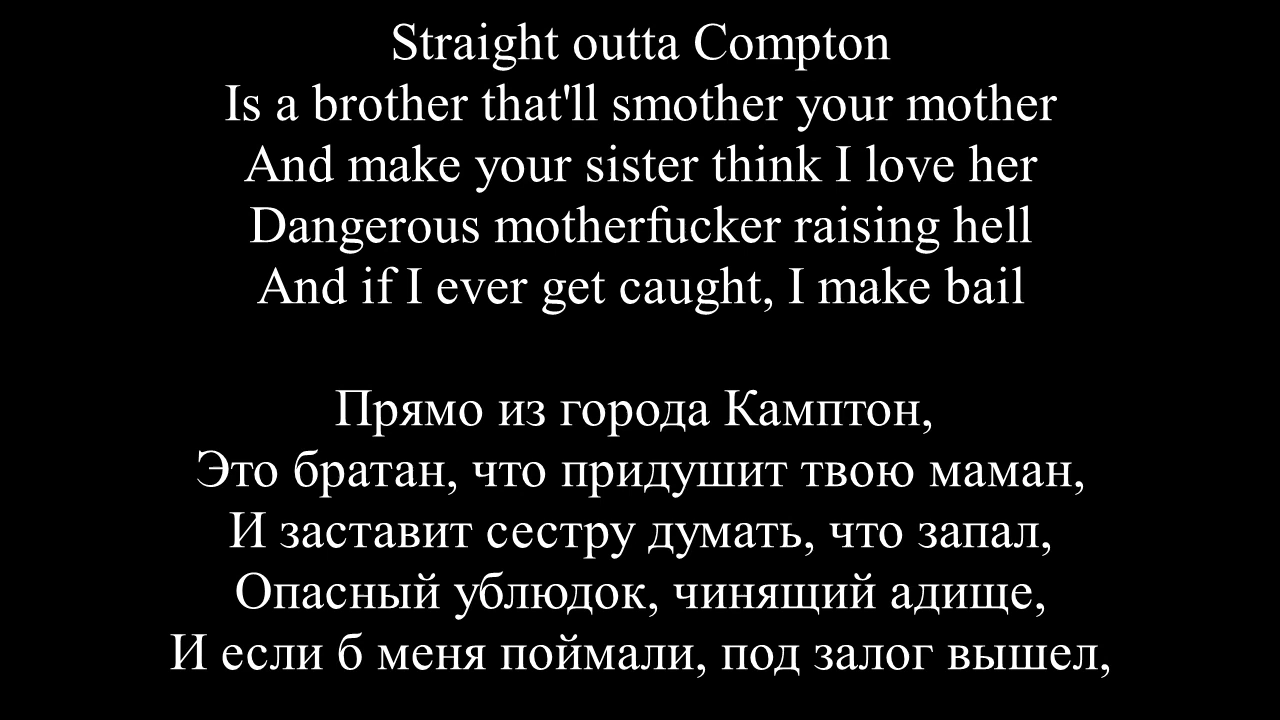 Straight outta Compton
Is a brother that'll smother your mother
And make your sister think I love her
Dangerous motherfucker raising hell
And if I ever get caught, I make bail
Прямо из города Камптон,
Это братан, что придушит твою маман,
И заставит сестру думать, что запал,
Опасный ублюдок, чинящий адище,
И если б меня поймали, под залог вышел,